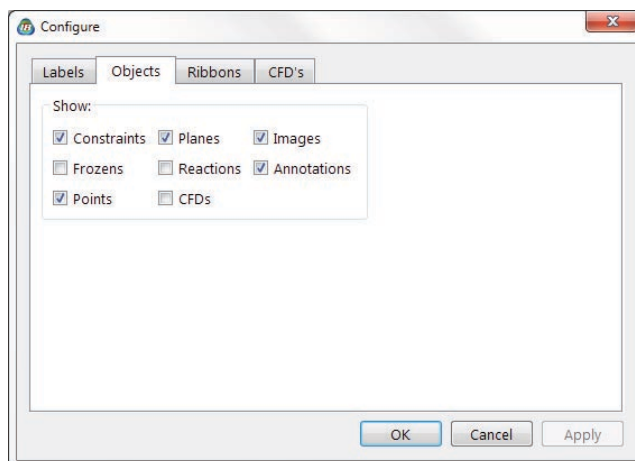 Configure
Labels Objects Ribbons CFD's
Show:
Constraints Planes Images
Frozens Reactions Annotations
Points CFDs
OK Cancel Apply